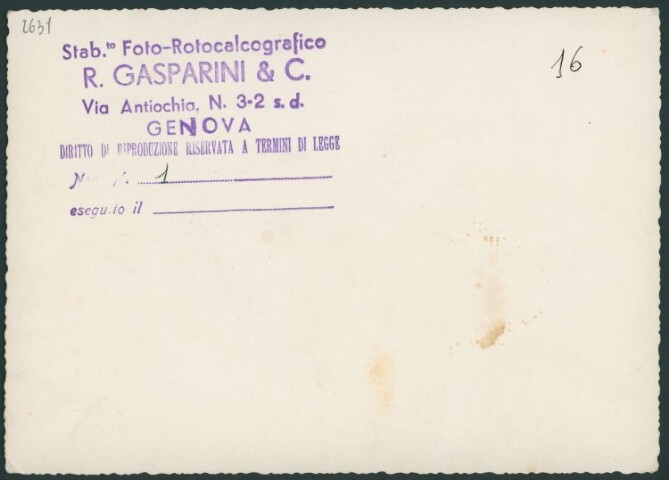 2631
16
Stab.to Foto-Rotocalcografico
R. GASPARINI & C.
Via Antiochia, N. 3-2 s. d.
GENOVA
DIRITTO DI RIPRODUZIONE RISERVATA A TERMINI DI LEGGE
N. 1
eseguito il